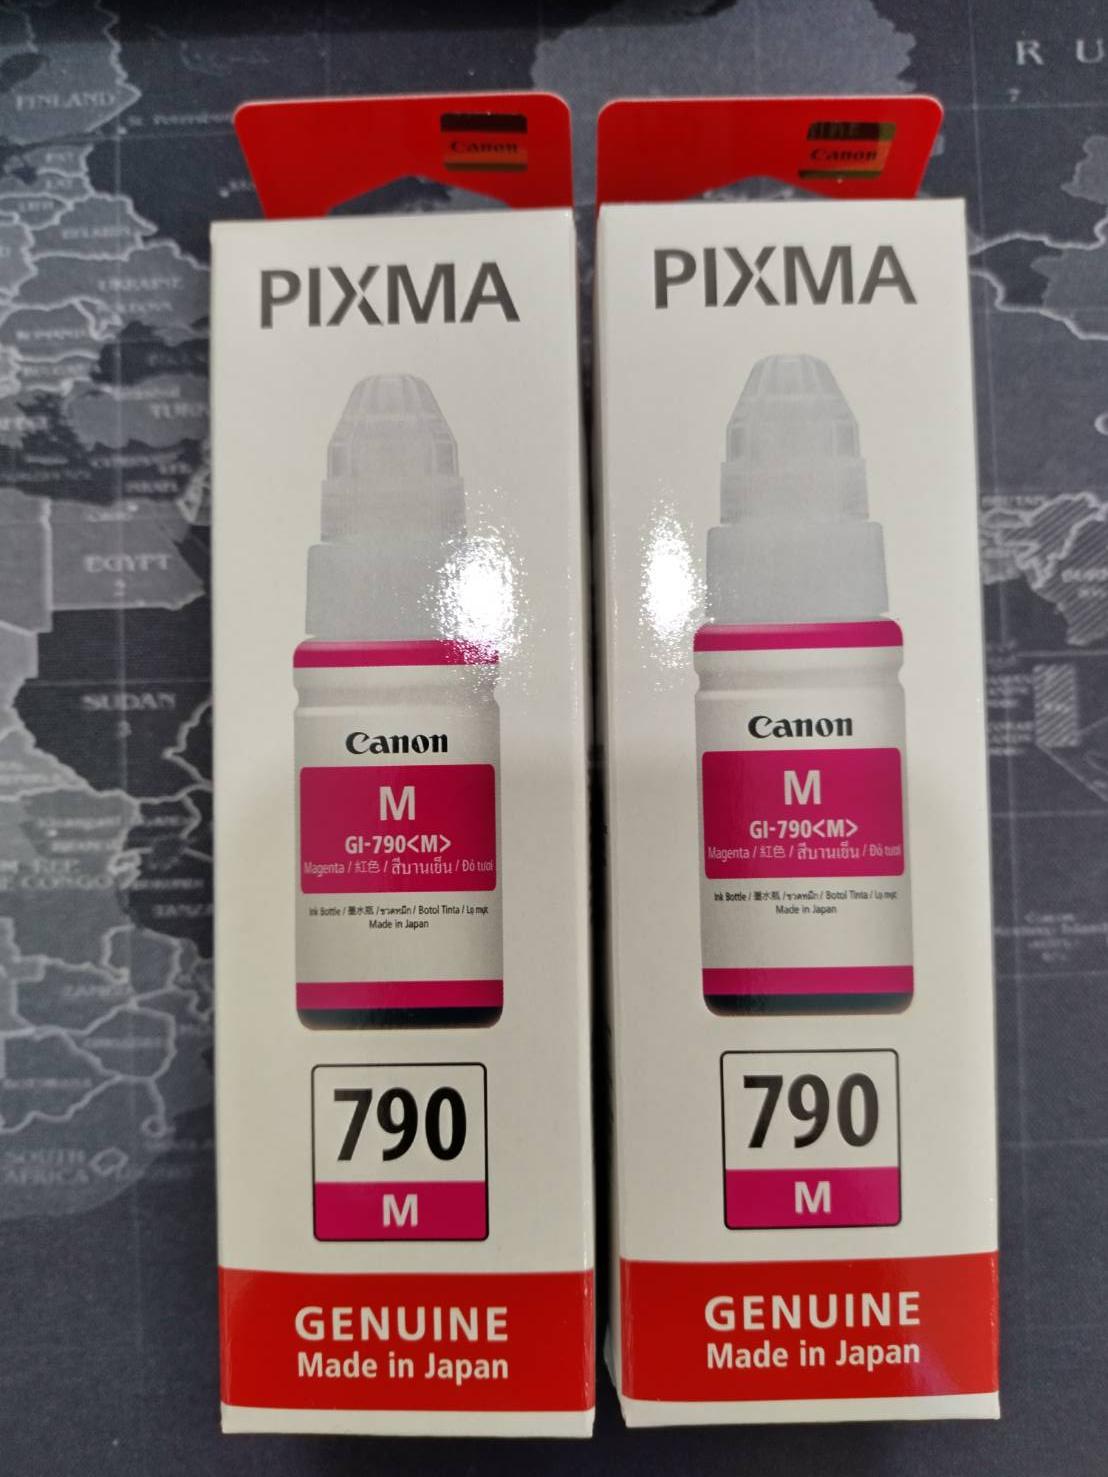 Canon
PIXMA
Canon
M
GI-790<M>
Magenta / 紅色 / สีบานเย็น / Đỏ tươi
Ink Bottle / 墨水瓶 / ขวดหมึก / Botol Tinta / Lọ mực
Made in Japan
790
M
GENUINE
Made in Japan
Canon
PIXMA
Canon
M
GI-790<M>
Magenta / 紅色 / สีบานเย็น / Đỏ tươi
Ink Bottle / 墨水瓶 / ขวดหมึก / Botol Tinta / Lọ mực
Made in Japan
790
M
GENUINE
Made in Japan
R U
FINLAND
UKRAINE
EGYPT
SUDAN
SOUTH
AFRICA